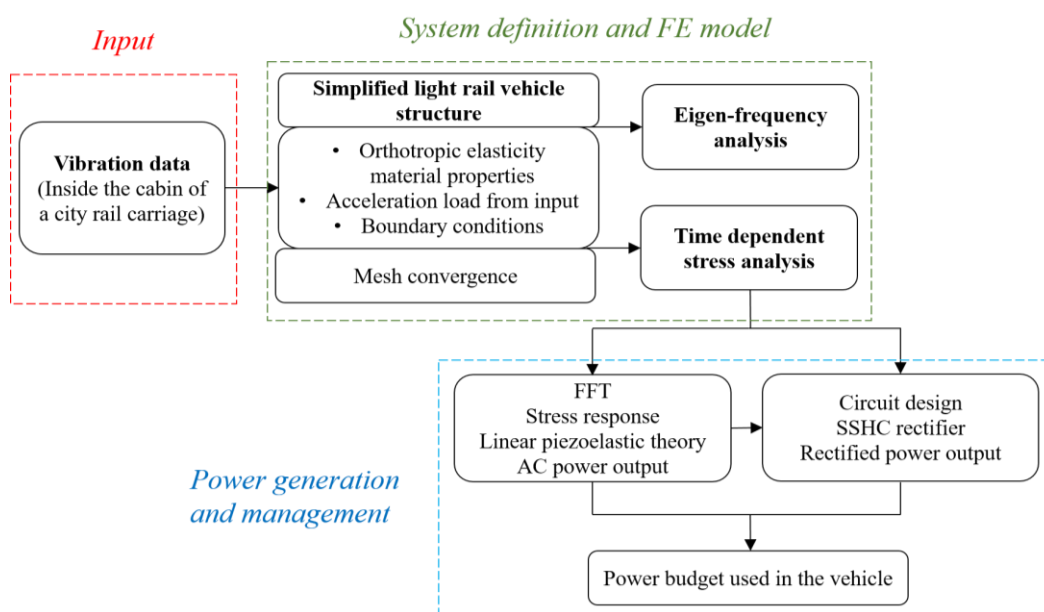 Input
System definition and FE model
Vibration data
(Inside the cabin of
a city rail carriage)
Simplified light rail vehicle
structure
• Orthotropic elasticity
material properties
• Acceleration load from input
• Boundary conditions
Mesh convergence
Eigen-frequency
analysis
Time dependent
stress analysis
Power generation
and management
FFT
Stress response
Linear piezoelastic theory
AC power output
Circuit design
SSHC rectifier
Rectified power output
Power budget used in the vehicle